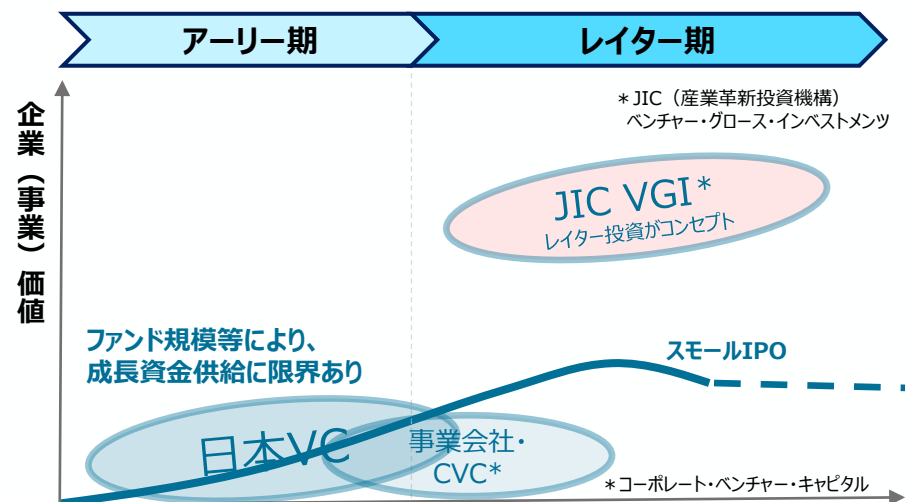 アーリー期
レイター期
企業（事業）価値
＊JIC（産業革新投資機構）
ベンチャー・グロース・インベストメンツ
JIC VGI＊
レイター投資がコンセプト
ファンド規模等により、
成長資金供給に限界あり
スモールIPO
日本VC
事業会社・
CVC＊
＊コーポレート・ベンチャー・キャピタル